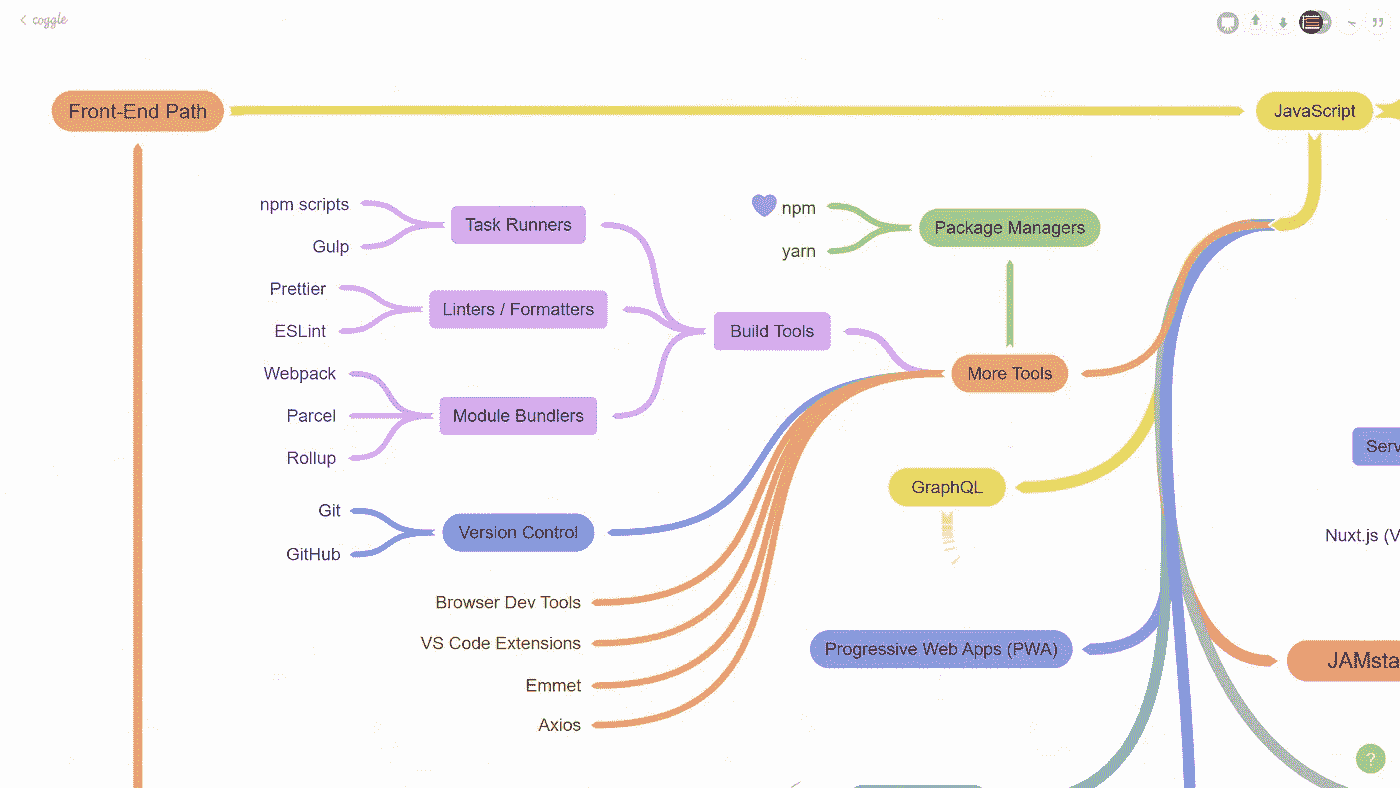 coggle
Front-End Path
JavaScript
npm scripts
Gulp
Task Runners
npm
yarn
Package Managers
Prettier
ESLint
Linters / Formatters
Build Tools
Webpack
Parcel
Rollup
Module Bundlers
More Tools
GraphQL
Serv
Git
GitHub
Version Control
Nuxt.js (V
Browser Dev Tools
VS Code Extensions
Emmet
Axios
Progressive Web Apps (PWA)
JAMsta
?